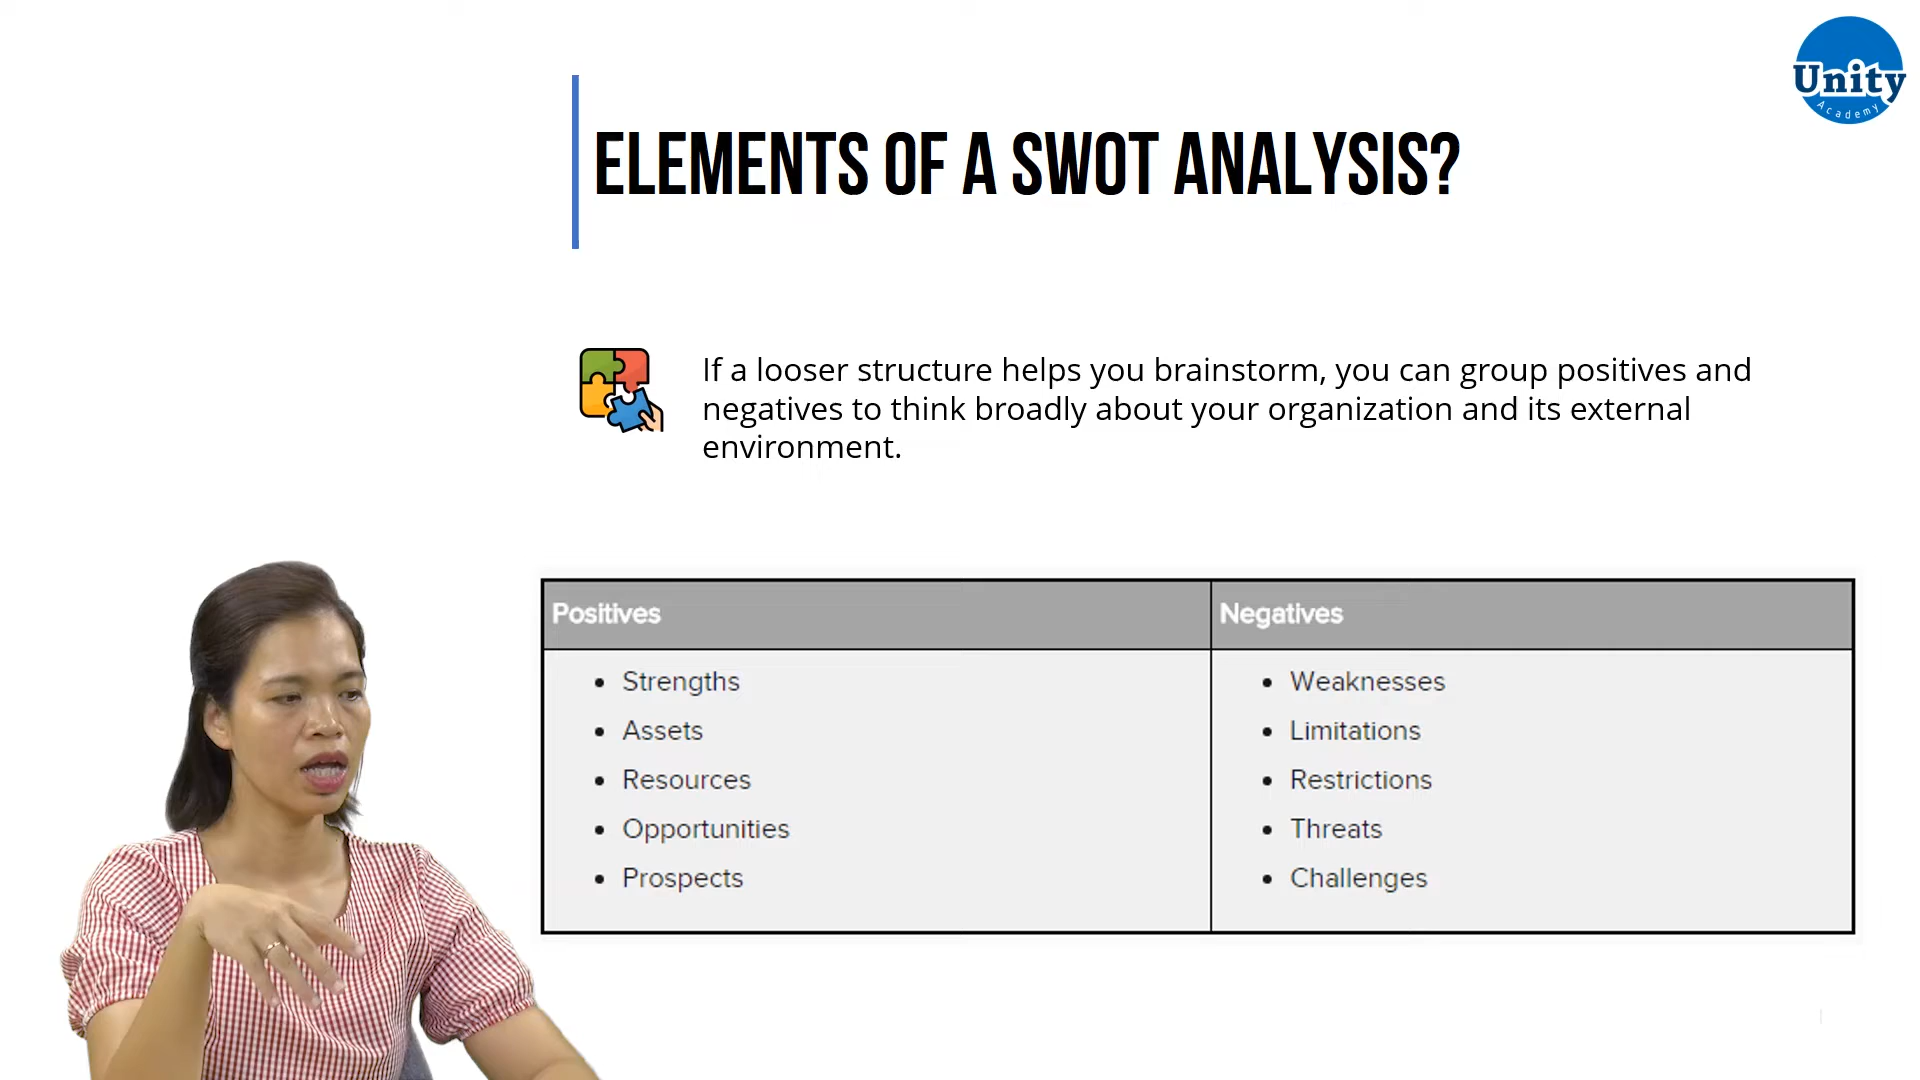 Unity
Academy
ELEMENTS OF A SWOT ANALYSIS?
If a looser structure helps you brainstorm, you can group positives and
negatives to think broadly about your organization and its external
environment.
Positives
Negatives
• Strengths
• Assets
• Resources
• Opportunities
• Prospects
• Weaknesses
• Limitations
• Restrictions
• Threats
• Challenges